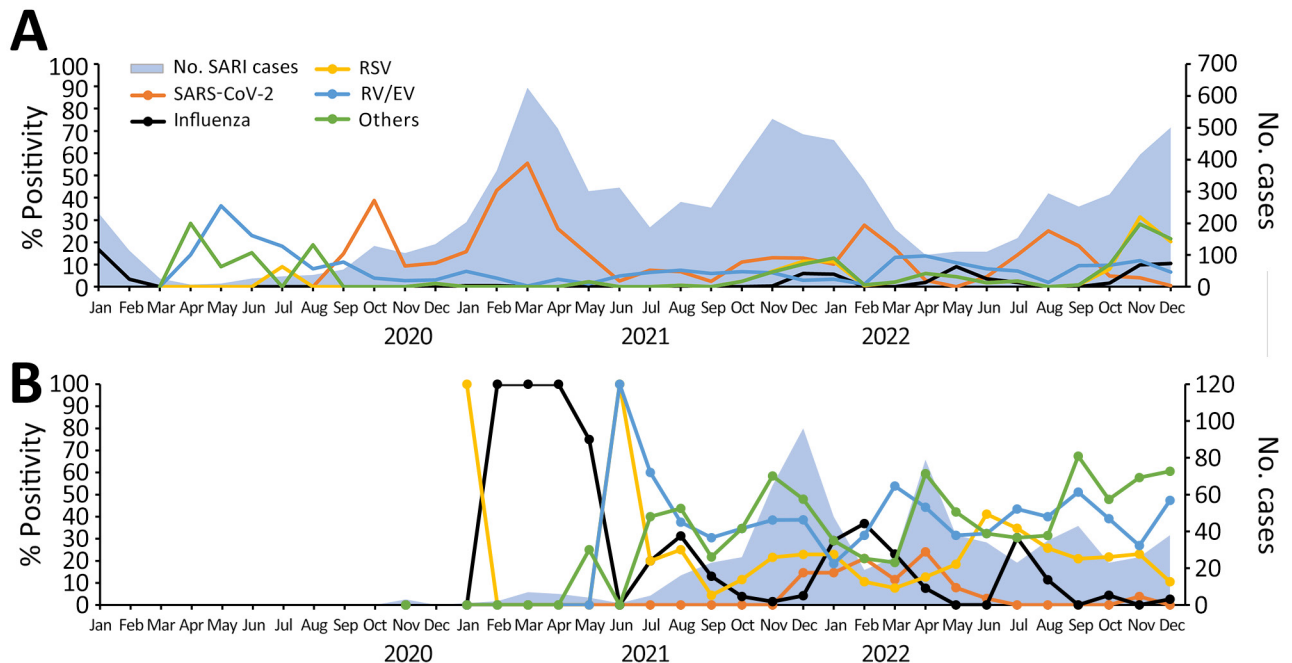 A
% Positivity
100
90
80
70
60
50
40
30
20
10
0
No. SARI cases
SARS-CoV-2
Influenza
RSV
RV/EV
Others
700
600
500
400
300
200
100
0
No. cases
Jan Feb Mar Apr May Jun Jul Aug Sep Oct Nov Dec Jan Feb Mar Apr May Jun Jul Aug Sep Oct Nov Dec Jan Feb Mar Apr May Jun Jul Aug Sep Oct Nov Dec
2020 2021 2022
B
% Positivity
100
90
80
70
60
50
40
30
20
10
0
120
100
80
60
40
20
0
No. cases
Jan Feb Mar Apr May Jun Jul Aug Sep Oct Nov Dec Jan Feb Mar Apr May Jun Jul Aug Sep Oct Nov Dec Jan Feb Mar Apr May Jun Jul Aug Sep Oct Nov Dec
2020 2021 2022